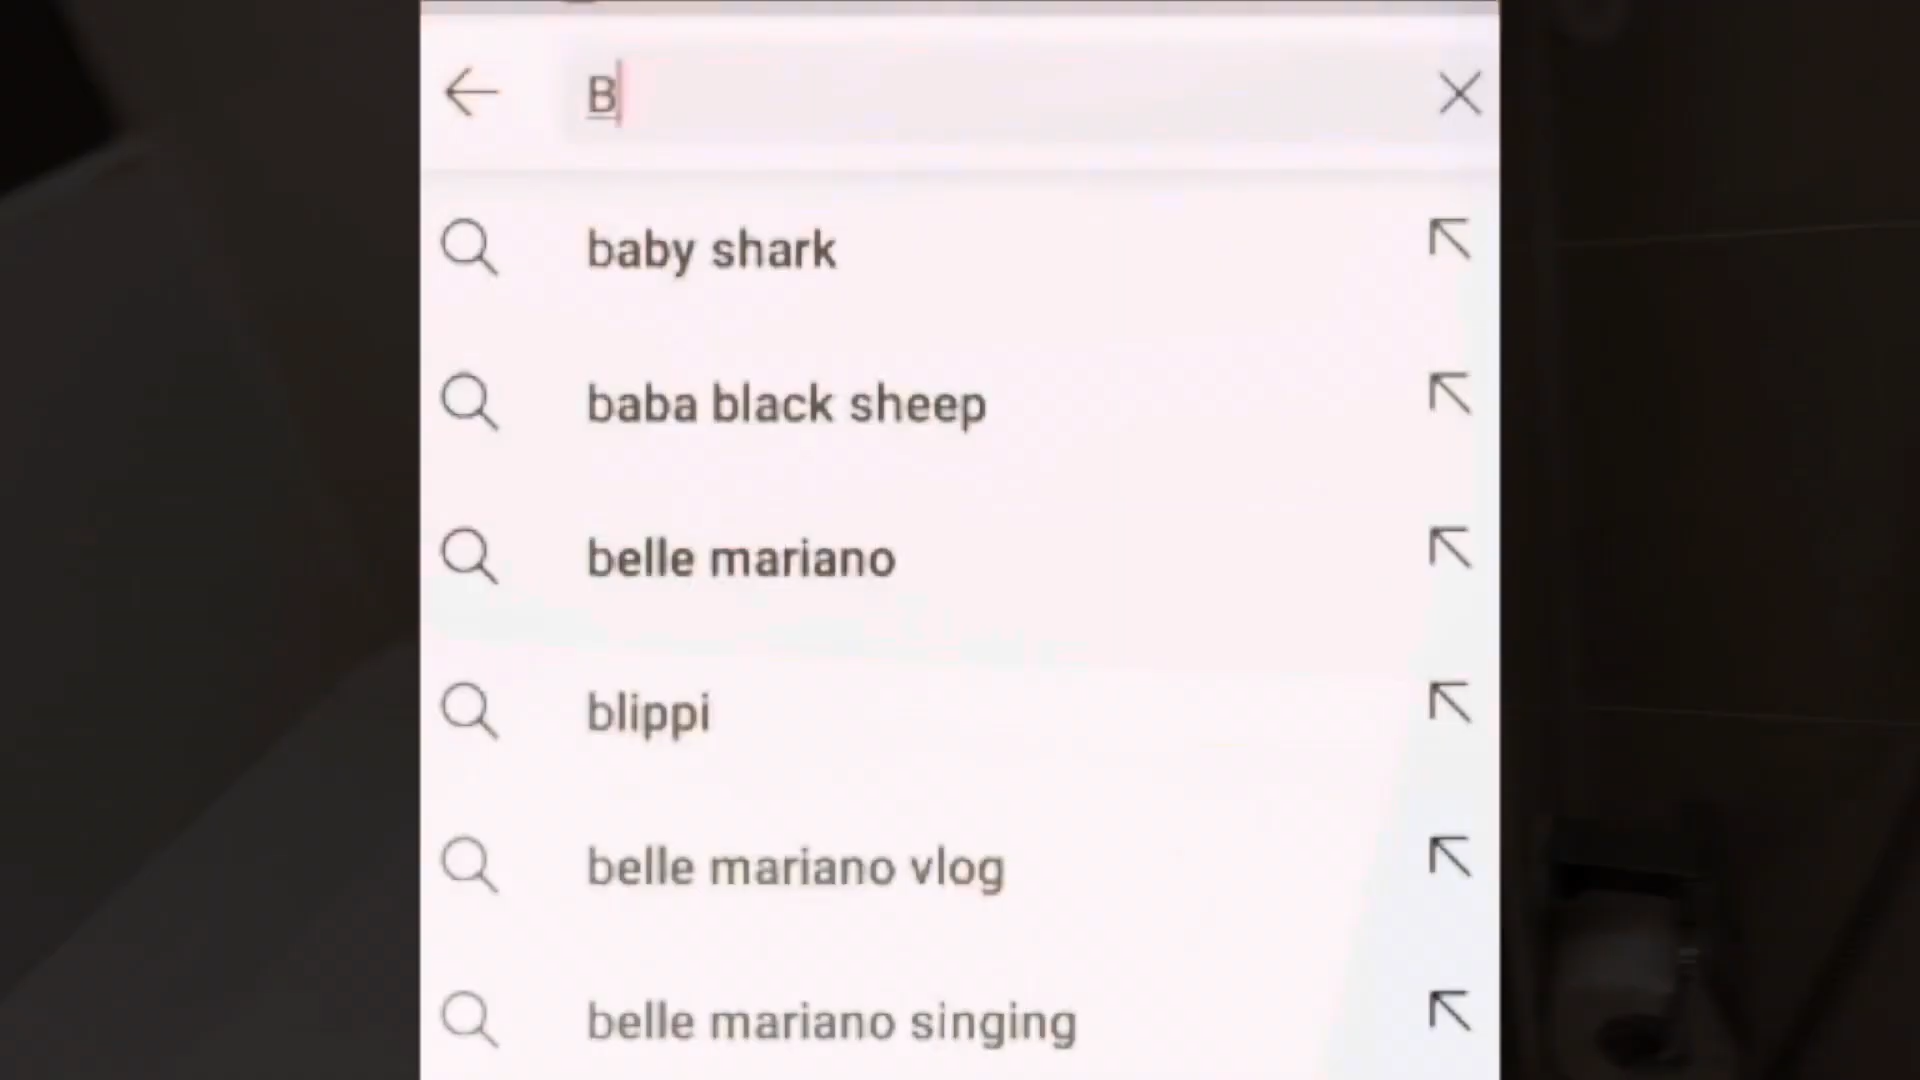 B
baby shark
baba black sheep
belle mariano
blippi
belle mariano vlog
belle mariano singing